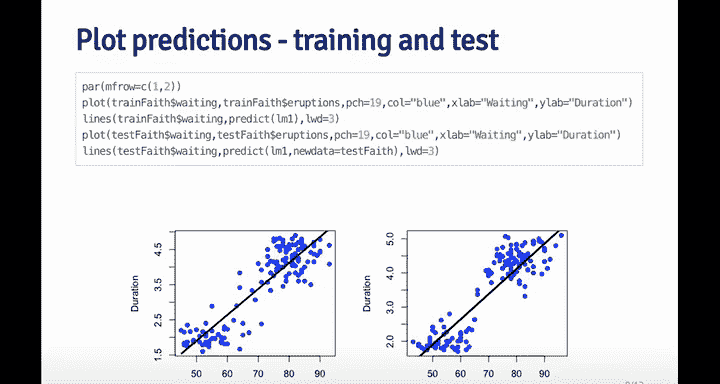 Plot predictions - training and test
par(mfrow=c(1,2))
plot(trainFaith$waiting,trainFaith$eruptions,pch=19,col="blue",xlab="Waiting",ylab="Duration")
lines(trainFaith$waiting,predict(lm1),lwd=3)
plot(testFaith$waiting,testFaith$eruptions,pch=19,col="blue",xlab="Waiting",ylab="Duration")
lines(testFaith$waiting,predict(lm1,newdata=testFaith),lwd=3)
Duration
4.5
3.5
2.5
1.5
50 60 70 80 90
Duration
5.0
4.0
3.0
2.0
50 60 70 80 90